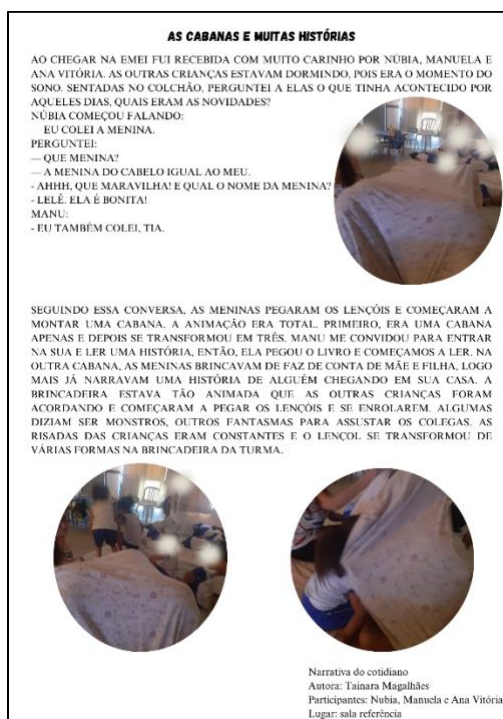 AS CABANAS E MUITAS HISTÓRIAS
AO CHEGAR NA EMEI FUI RECEBIDA COM MUITO CARINHO POR NÚBIA, MANUELA E
ANA VITÓRIA. AS OUTRAS CRIANÇAS ESTAVAM DORMINDO, POIS ERA O MOMENTO DO
SONO. SENTADAS NO COLCHÃO, PERGUNTEI A ELAS O QUE TINHA ACONTECIDO POR
AQUELES DIAS, QUAIS ERAM AS NOVIDADES?
NÚBIA COMEÇOU FALANDO:
EU COLEI A MENINA.
PERGUNTEI:
— QUE MENINA?
— A MENINA DO CABELO IGUAL AO MEU.
- AHHH, QUE MARAVILHA! E QUAL O NOME DA MENINA?
- LELÊ. ELA É BONITA!
MANU:
- EU TAMBÉM COLEI, TIA.
SEGUINDO ESSA CONVERSA, AS MENINAS PEGARAM OS LENÇÓIS E COMEÇARAM A
MONTAR UMA CABANA. A ANIMAÇÃO ERA TOTAL. PRIMEIRO, ERA UMA CABANA
APENAS E DEPOIS SE TRANSFORMOU EM TRÊS. MANU ME CONVIDOU PARA ENTRAR
NA SUA E LER UMA HISTÓRIA, ENTÃO, ELA PEGOU O LIVRO E COMEÇAMOS A LER. NA
OUTRA CABANA, AS MENINAS BRINCAVAM DE FAZ DE CONTA DE MÃE E FILHA, LOGO
MAIS JÁ NARRAVAM UMA HISTÓRIA DE ALGUÉM CHEGANDO EM SUA CASA. A
BRINCADEIRA ESTAVA TÃO ANIMADA QUE AS OUTRAS CRIANÇAS FORAM
ACORDANDO E COMEÇARAM A PEGAR OS LENÇÓIS E SE ENROLAREM. ALGUMAS
DIZIAM SER MONSTROS, OUTROS FANTASMAS PARA ASSUSTAR OS COLEGAS. AS
RISADAS DAS CRIANÇAS ERAM CONSTANTES E O LENÇOL SE TRANSFORMOU DE
VÁRIAS FORMAS NA BRINCADEIRA DA TURMA.
Narrativa do cotidiano
Autora: Tainara Magalhães
Participantes: Nubia, Manuela e Ana Vitória
Lugar: sala referência